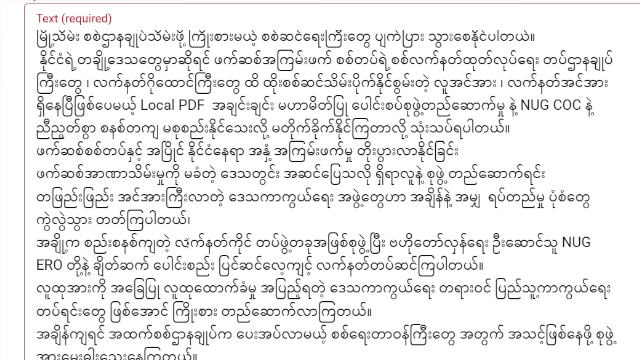 Text (required)
မြို့သိမ်း စစ်ဌာနချုပ်သိမ်းဖို့ ကြိုးစားမယ့် စစ်ဆင်ရေးကြီးတွေ ပျက်ပြား သွားစေနိုင်ပါတယ်။
နိုင်ငံရဲ့တချို့ဒေသတွေမှာဆိုရင် ဖက်ဆစ်အကြမ်းဖက် စစ်တပ်ရဲ့စစ်လက်နက်ထုတ်လုပ်ရေး တပ်ဌာနချုပ်
ကြီးတွေ ၊ လက်နက်ဂိုထောင်ကြီးတွေ ထိ ထိုးစစ်ဆင်သိမ်းပိုက်နိုင်စွမ်းတဲ့ လူအင်အား ၊ လက်နက်အင်အား
ရှိနေပြီဖြစ်ပေမယ့် Local PDF အချင်းချင်း မဟာမိတ်ပြု ပေါင်းစပ်စုဖွဲ့တည်ဆောက်မှု နဲ့ NUG COC နဲ့
ညီညွတ်စွာ စနစ်တကျ မစုစည်းနိုင်သေးလို့ မတိုက်ခိုက်နိုင်ကြတာလို့ သုံးသပ်ရပါတယ်။
ဖက်ဆစ်စစ်တပ်နှင့် အပြိုင် နိုင်ငံနေရာ အနှံ့ အကြမ်းဖက်မှု တိုးပွားလာနိုင်ခြင်း
ဖက်ဆစ်အာဏာသိမ်းမှုကို မခံတဲ့ ဒေသတွင်း အဆင်ပြေသလို ရှိရာလူနဲ့ စုဖွဲ့ တည်ဆောက်ရင်း
တဖြည်းဖြည်း အင်အားကြီးလာတဲ့ ဒေသကာကွယ်ရေး အဖွဲ့တွေဟာ အချိန်နဲ့ အမျှ ရပ်တည်မှု ပုံစံတွေ
ကွဲလွဲသွား တတ်ကြပါတယ်၊
အချို့က စည်းစနစ်ကျတဲ့ လက်နက်ကိုင် တပ်ဖွဲ့တခုအဖြစ်စုဖွဲ့ပြီး ဗဟိုတော်လှန်ရေး ဦးဆောင်သူ NUG
ERO တို့နဲ့ ချိတ်ဆက် ပေါင်းစည်း ပြင်ဆင်လေ့ကျင့် လက်နက်တပ်ဆင်ကြပါတယ်။
လူထုအားကို အခြေပြု လူထုထောက်ခံမှု အပြည့်ရတဲ့ ဒေသကာကွယ်ရေး တရားဝင် ပြည်သူ့ကာကွယ်ရေး
တပ်ရင်းတွေ ဖြစ်အောင် ကြိုးစား တည်ဆောက်လာကြတယ်။
အချိန်ကျရင် အထက်စစ်ဌာနချုပ်က ပေးအပ်လာမယ့် စစ်ရေးတာဝန်ကြီးတွေ အတွက် အသင့်ဖြစ်နေဖို့ စုဖွဲ့